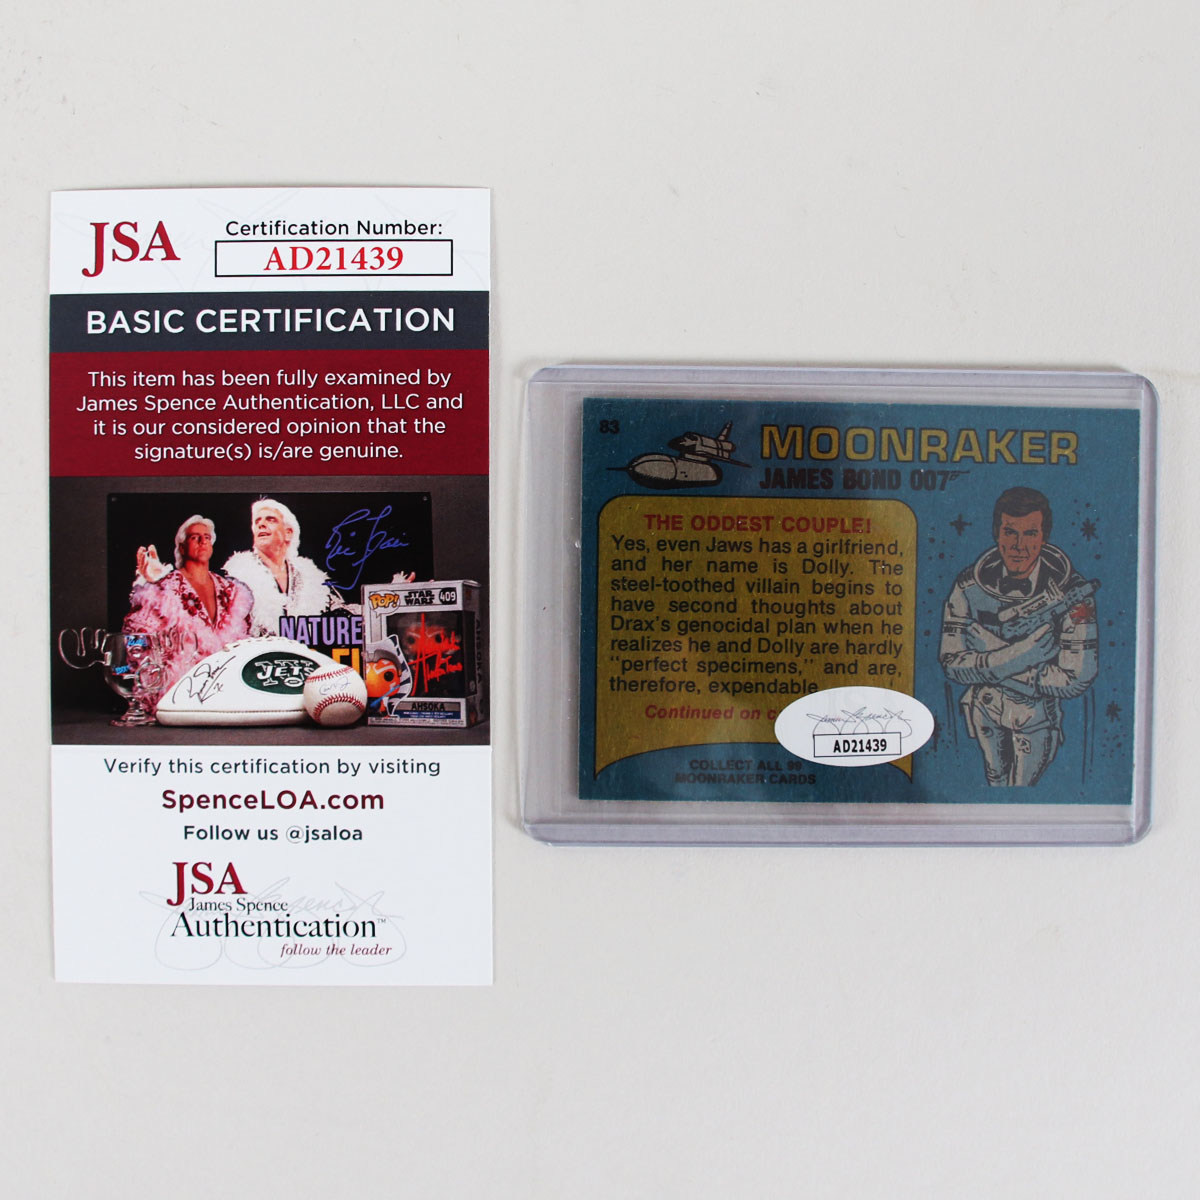 JSA
Certification Number:
AD21439
BASIC CERTIFICATION
This item has been fully examined by
James Spence Authentication, LLC and
it is our considered opinion that the
signature(s) is/are genuine.
NATURE
POP!
STAR
WARS
409
JETS
AHSOKA
Verify this certification by visiting
SpenceLOA.com
Follow us @jsaloa
JSA
James Spence
Authentication™
follow the leader
83
MOONRAKER
JAMES BOND 007
THE ODDEST COUPLE!
Yes, even Jaws has a girlfriend,
and her name is Dolly. The
steel-toothed villain begins to
have second thoughts about
Drax's genocidal plan when he
realizes he and Dolly are hardly
"perfect specimens," and are,
therefore, expendable
Continued on c
AD21439
COLLECT ALL 99
MOONRAKER CARDS